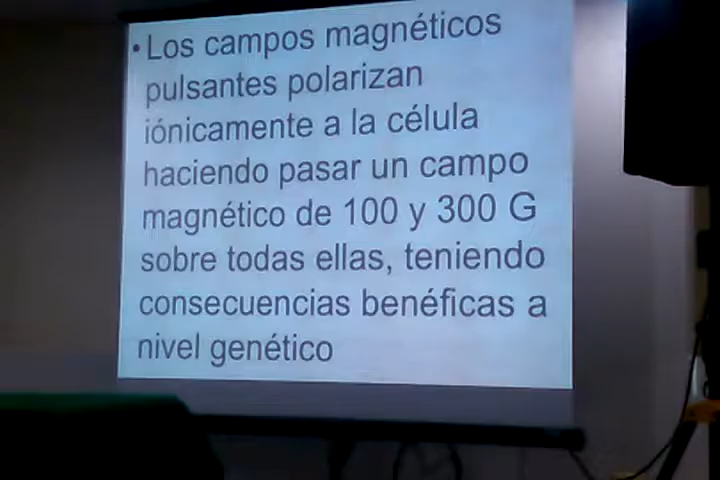 • Los campos magnéticos
pulsantes polarizan
iónicamente a la célula
haciendo pasar un campo
magnético de 100 y 300 G
sobre todas ellas, teniendo
consecuencias benéficas a
nivel genético